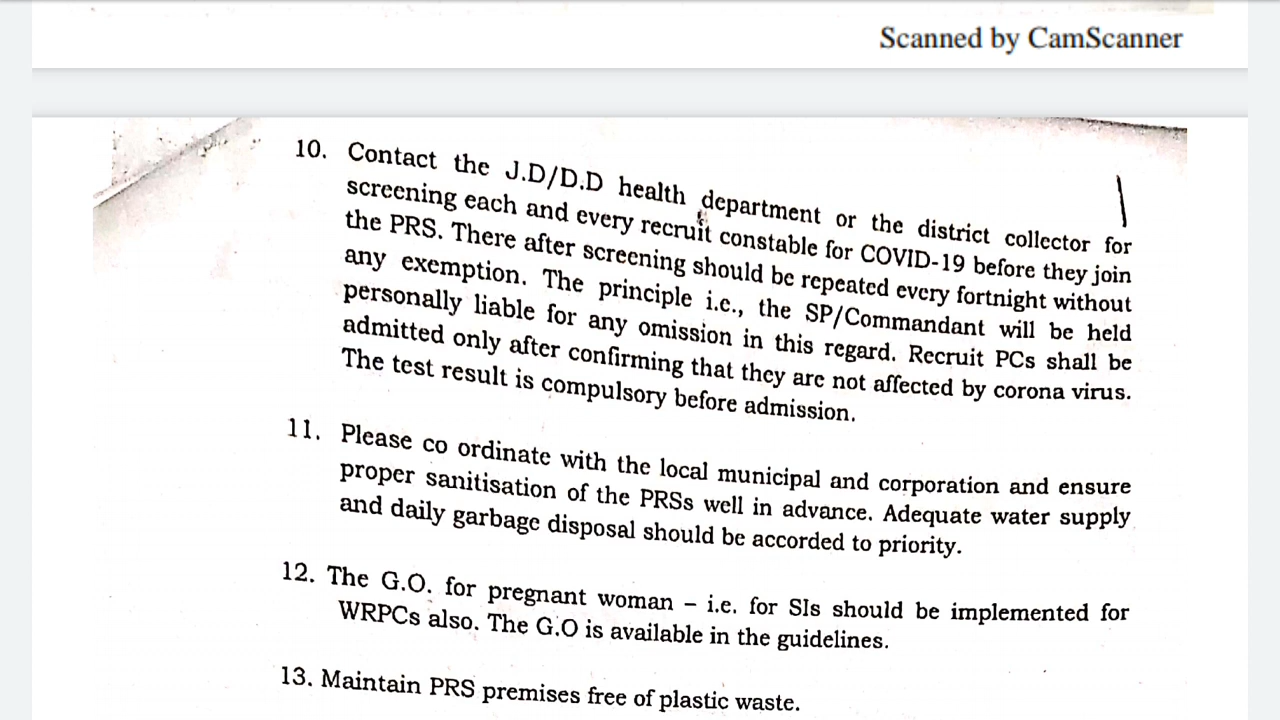 Scanned by CamScanner
10. Contact the J.D/D.D health department or the district collector for
screening each and every recruit constable for COVID-19 before they join
the PRS. There after screening should be repeated every fortnight without
any exemption. The principle i.e., the SP/Commandant will be held
personally liable for any omission in this regard. Recruit PCs shall be
admitted only after confirming that they are not affected by corona virus.
The test result is compulsory before admission.
11. Please co ordinate with the local municipal and corporation and ensure
proper sanitisation of the PRSs well in advance. Adequate water supply
and daily garbage disposal should be accorded to priority.
12. The G.O. for pregnant woman – i.e. for SIs should be implemented for
WRPCs also. The G.O is available in the guidelines.
13. Maintain PRS premises free of plastic waste.